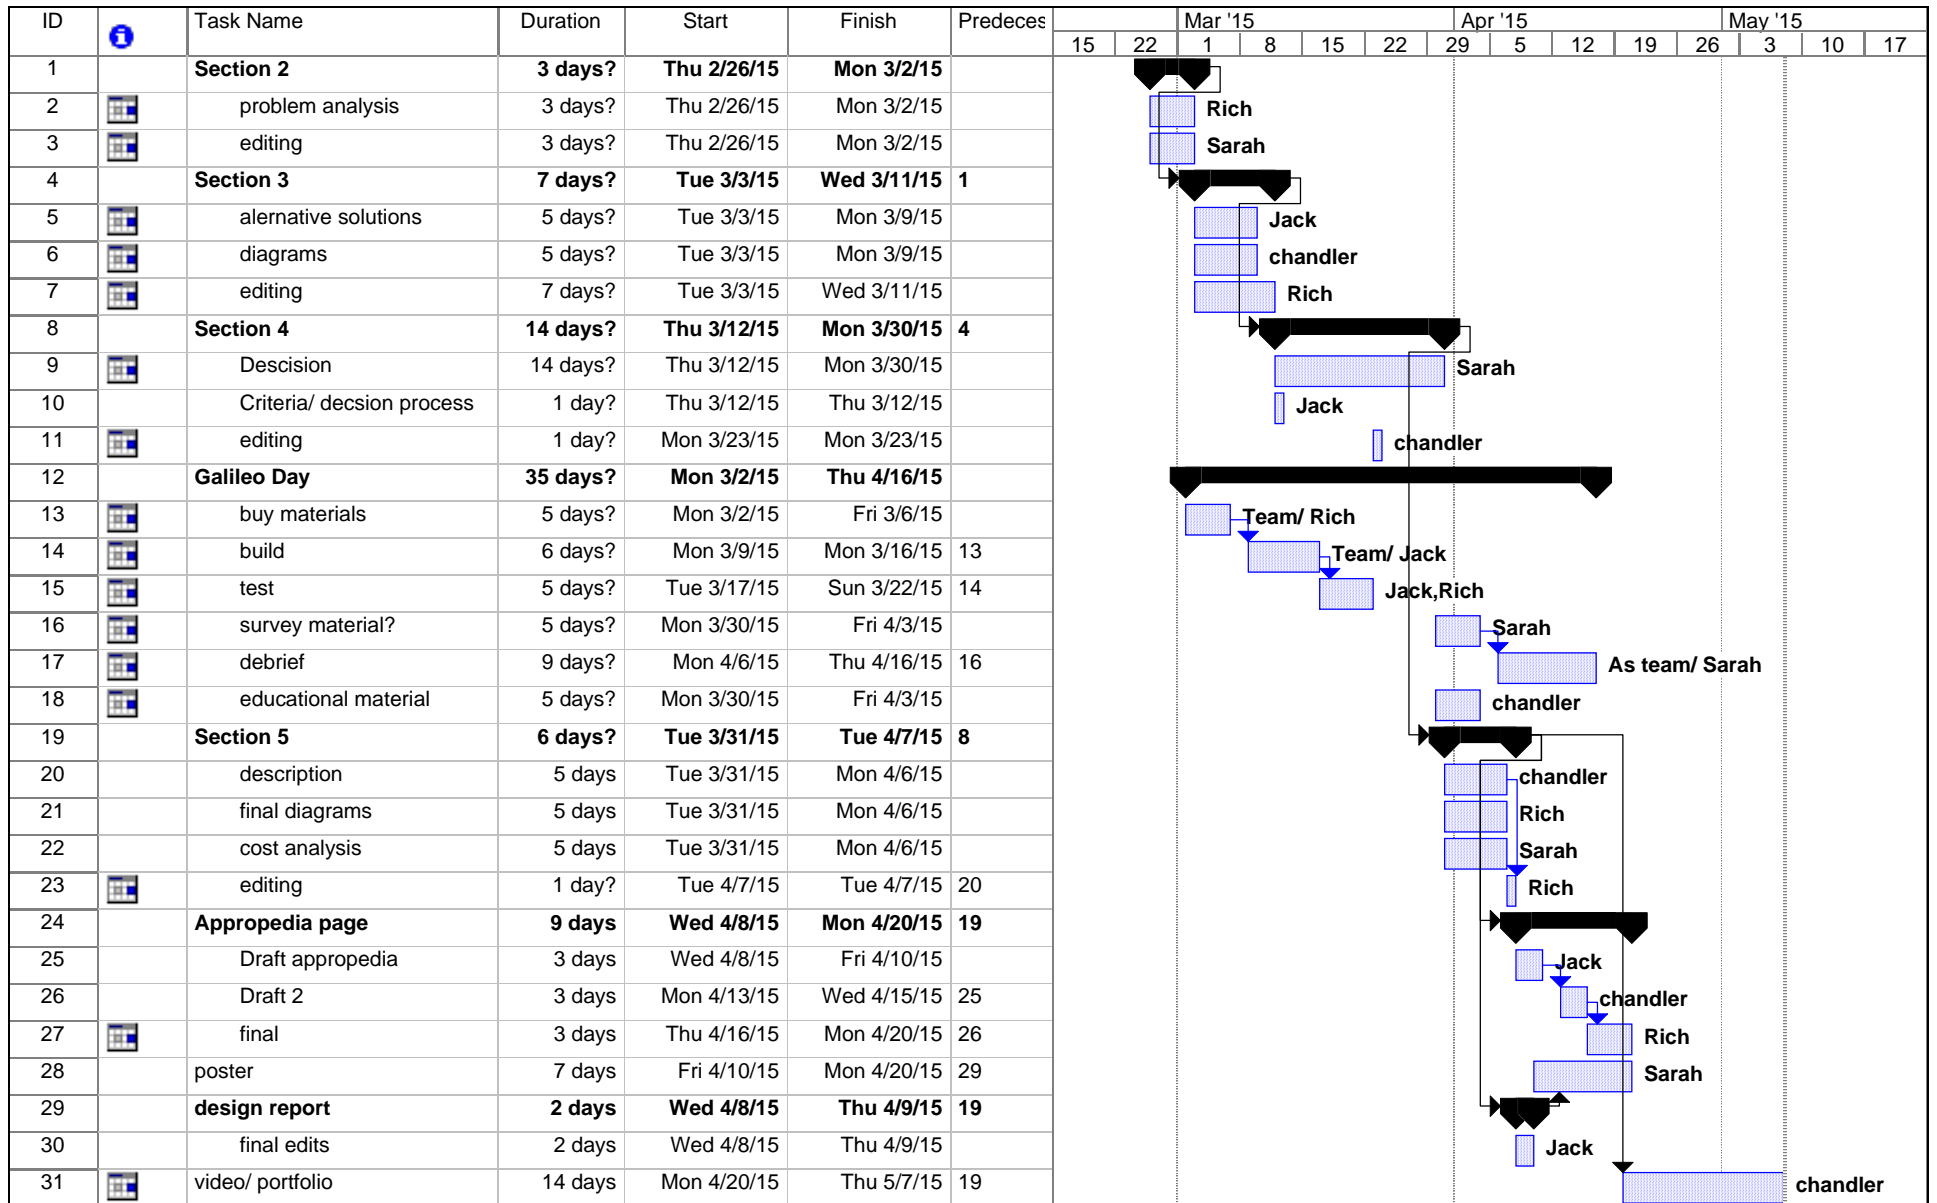 ID Task Name Duration Start Finish Predeces Mar '15 Apr '15 May '15
15 22 1 8 15 22 29 5 12 19 26 3 10 17
1 Section 2 3 days? Thu 2/26/15 Mon 3/2/15
2 problem analysis 3 days? Thu 2/26/15 Mon 3/2/15 Rich
3 editing 3 days? Thu 2/26/15 Mon 3/2/15 Sarah
4 Section 3 7 days? Tue 3/3/15 Wed 3/11/15 1
5 alernative solutions 5 days? Tue 3/3/15 Mon 3/9/15 Jack
6 diagrams 5 days? Tue 3/3/15 Mon 3/9/15 chandler
7 editing 7 days? Tue 3/3/15 Wed 3/11/15 Rich
8 Section 4 14 days? Thu 3/12/15 Mon 3/30/15 4
9 Descision 14 days? Thu 3/12/15 Mon 3/30/15 Sarah
10 Criteria/ decsion process 1 day? Thu 3/12/15 Thu 3/12/15 Jack
11 editing 1 day? Mon 3/23/15 Mon 3/23/15 chandler
12 Galileo Day 35 days? Mon 3/2/15 Thu 4/16/15
13 buy materials 5 days? Mon 3/2/15 Fri 3/6/15 Team/ Rich
14 build 6 days? Mon 3/9/15 Mon 3/16/15 13 Team/ Jack
15 test 5 days? Tue 3/17/15 Sun 3/22/15 14 Jack,Rich
16 survey material? 5 days? Mon 3/30/15 Fri 4/3/15 Sarah
17 debrief 9 days? Mon 4/6/15 Thu 4/16/15 16 As team/ Sarah
18 educational material 5 days? Mon 3/30/15 Fri 4/3/15 chandler
19 Section 5 6 days? Tue 3/31/15 Tue 4/7/15 8
20 description 5 days Tue 3/31/15 Mon 4/6/15 chandler
21 final diagrams 5 days Tue 3/31/15 Mon 4/6/15 Rich
22 cost analysis 5 days Tue 3/31/15 Mon 4/6/15 Sarah
23 editing 1 day? Tue 4/7/15 Tue 4/7/15 20 Rich
24 Appropedia page 9 days Wed 4/8/15 Mon 4/20/15 19
25 Draft appropedia 3 days Wed 4/8/15 Fri 4/10/15 Jack
26 Draft 2 3 days Mon 4/13/15 Wed 4/15/15 25 chandler
27 final 3 days Thu 4/16/15 Mon 4/20/15 26 Rich
28 poster 7 days Fri 4/10/15 Mon 4/20/15 29 Sarah
29 design report 2 days Wed 4/8/15 Thu 4/9/15 19
30 final edits 2 days Wed 4/8/15 Thu 4/9/15 Jack
31 video/ portfolio 14 days Mon 4/20/15 Thu 5/7/15 19 chandler